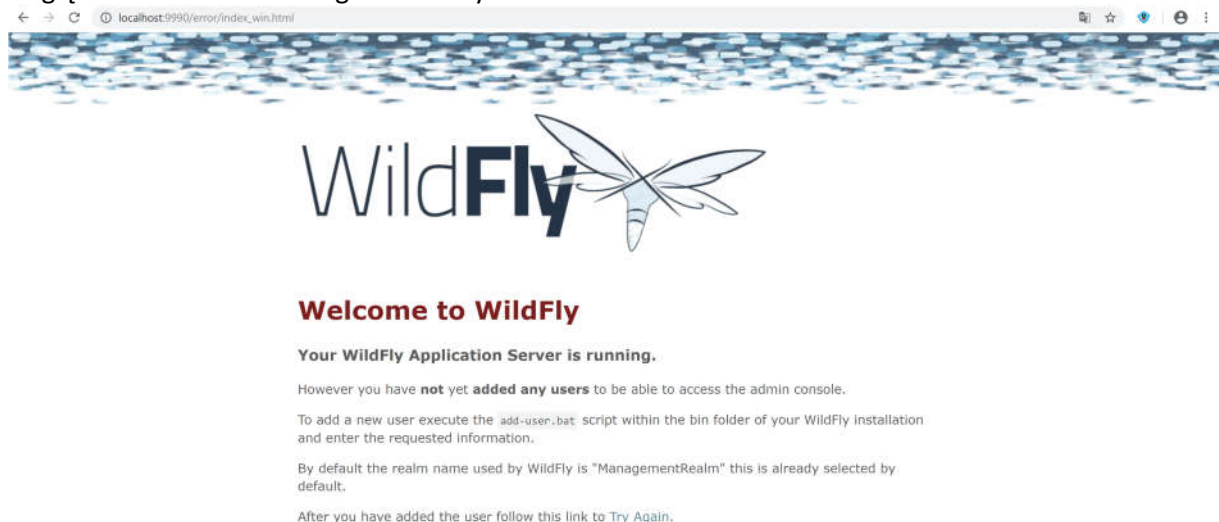 localhost:9990/error/index_win.html
WildFly
Welcome to WildFly
Your WildFly Application Server is running.
However you have not yet added any users to be able to access the admin console.
To add a new user execute the add-user.bat script within the bin folder of your WildFly installation
and enter the requested information.
By default the realm name used by WildFly is "ManagementRealm" this is already selected by
default.
After you have added the user follow this link to Try Again.